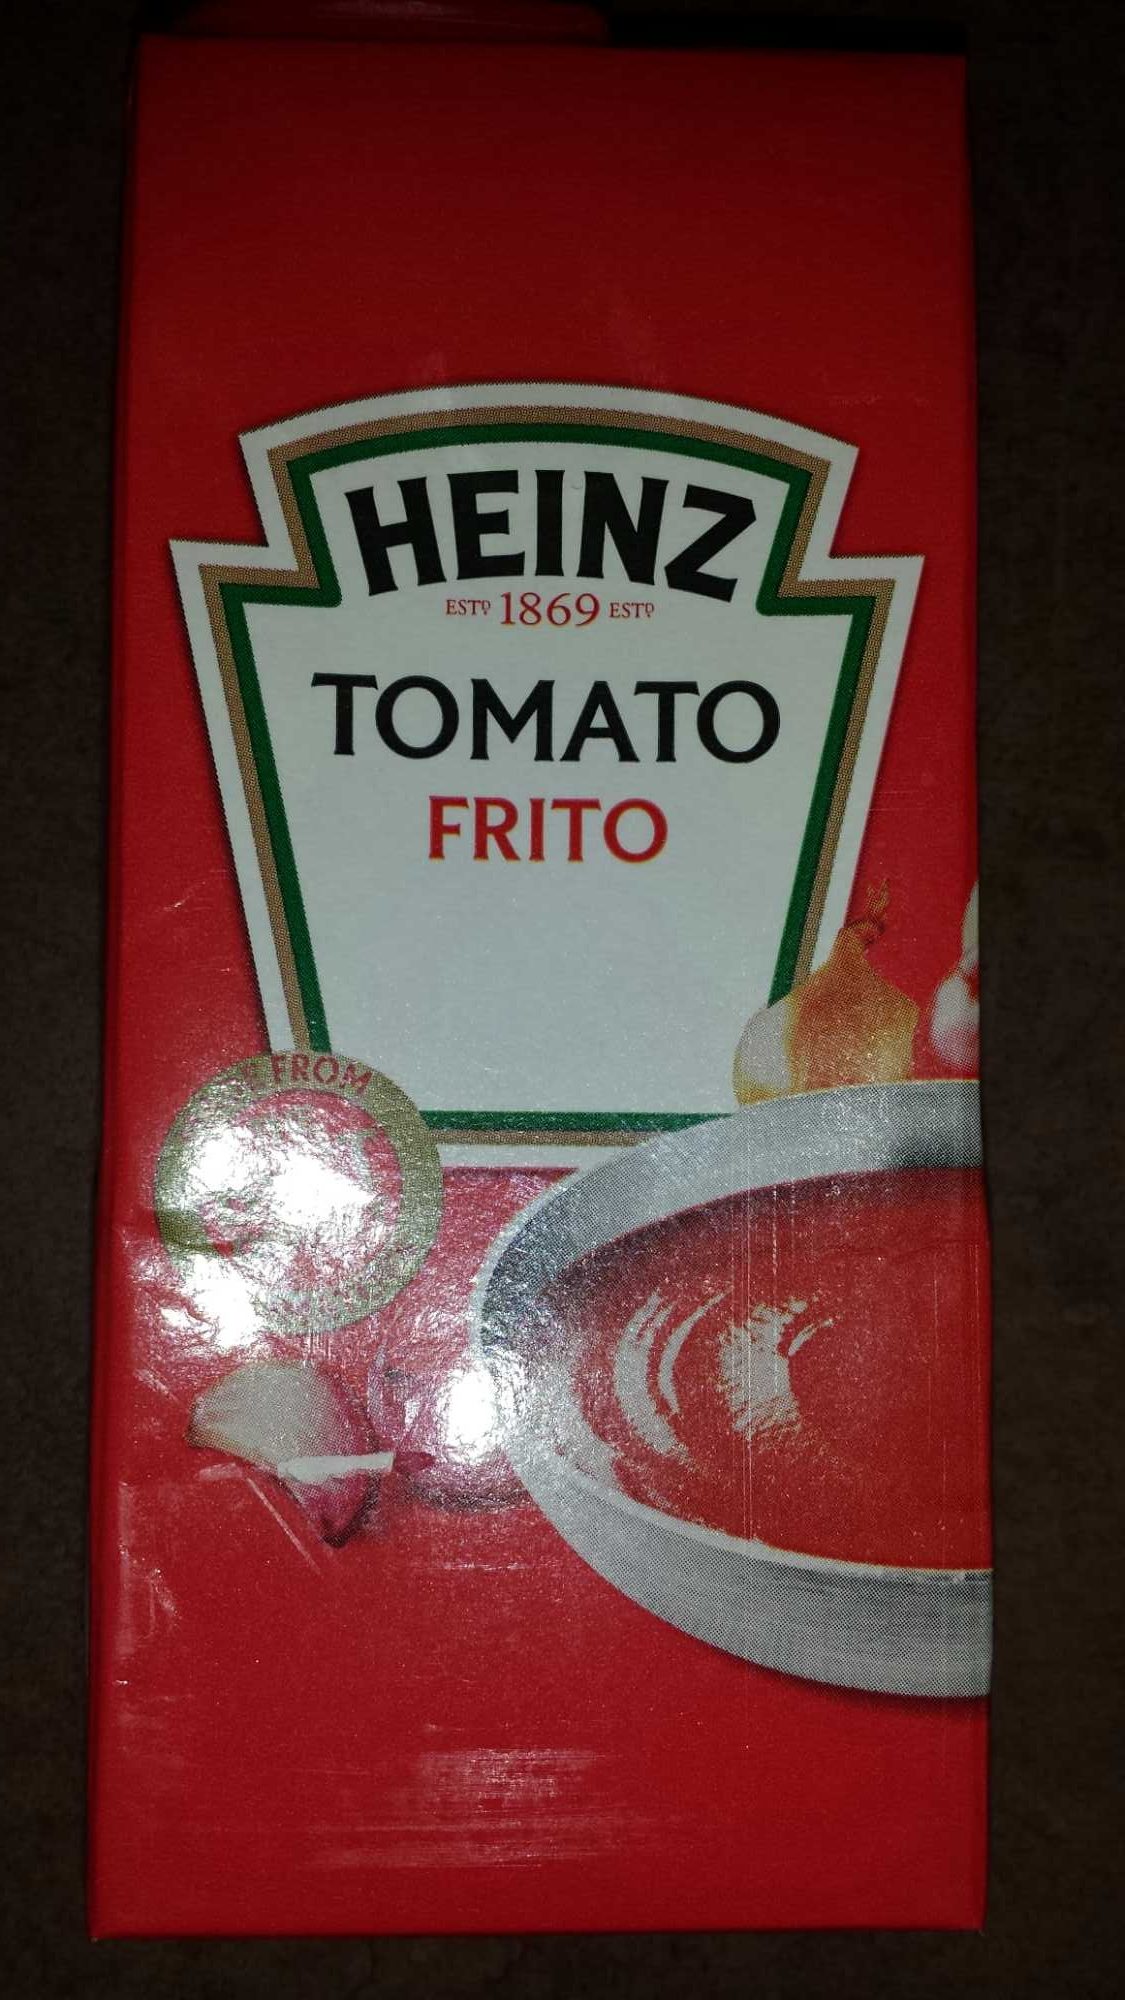 HEINZ
ESTD 1869 ESTD
TOMATO
FRITO
FROM